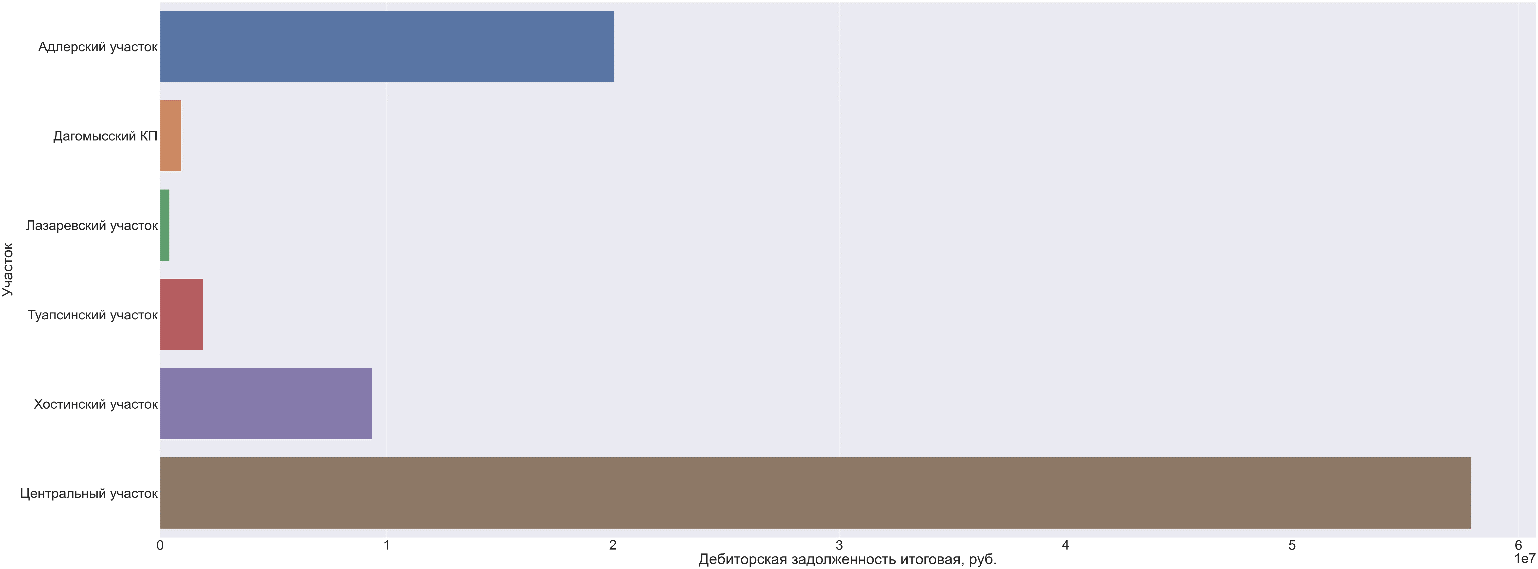 Адлерский участок
Дагомысский КП
Лазаревский участок
Участок
Туапсинский участок
Хостинский участок
Центральный участок
0 1 2 3 4 5 6
Дебиторская задолженность итоговая, руб.
1e7